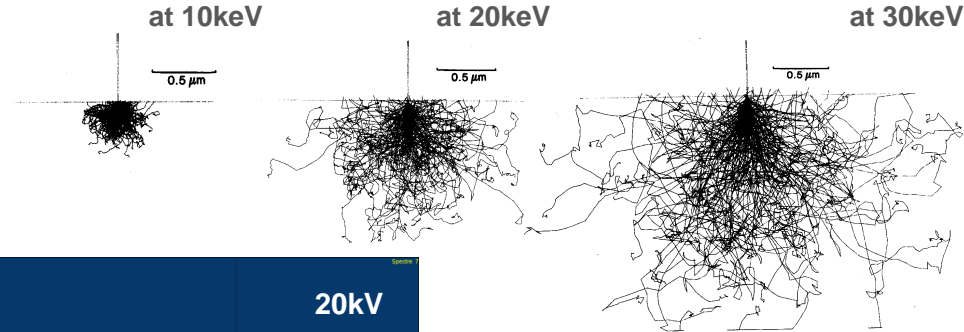 at 10keV
at 20keV
at 30keV
0.5 µm
0.5 µm
0.5 µm
Spectre 7
20kV